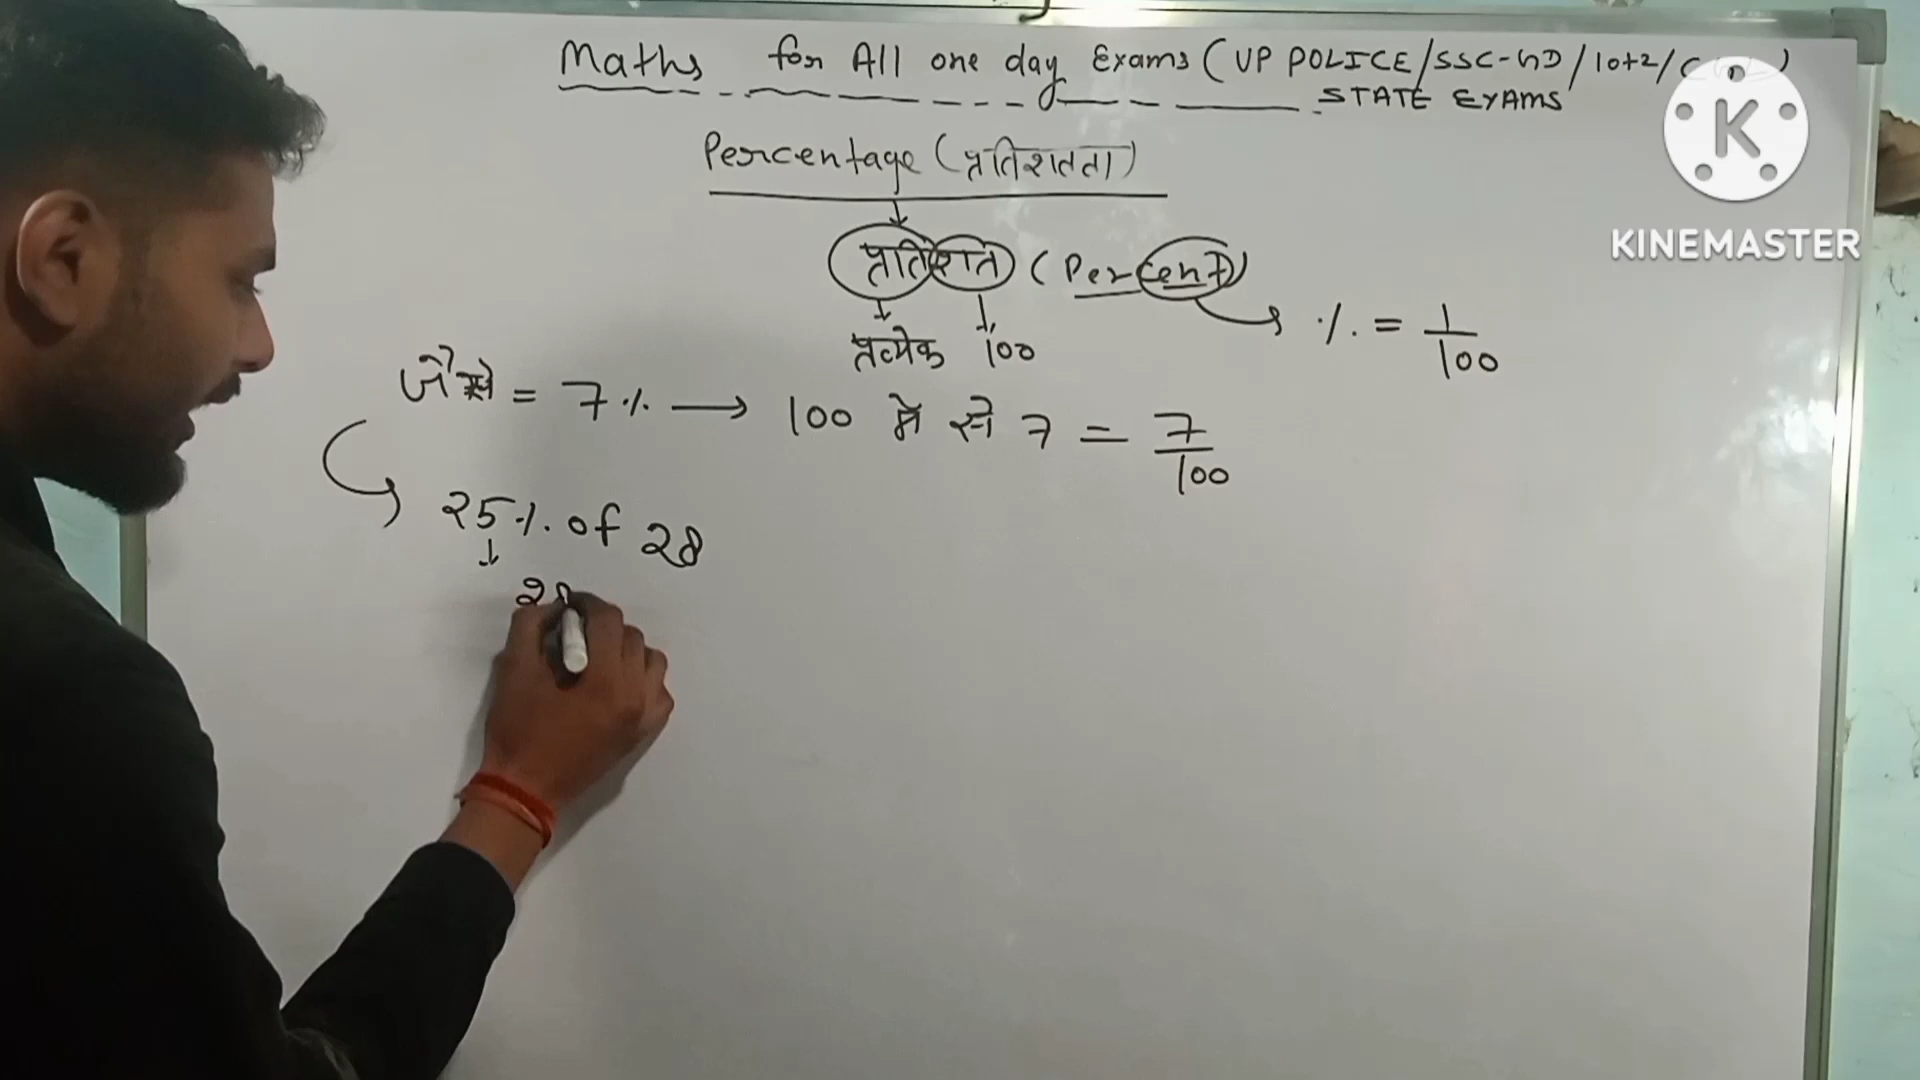 Maths for All one day Exams (UP POLICE/SSC-GD/10+2/
STATE EXAMS
Percentage (प्रतिशतता)
प्रतिशत (Percent)
प्रत्येक 100
% = 1/100
जैसे = 7% → 100 में से 7 = 7/100
25% of 28
K
KINEMASTER